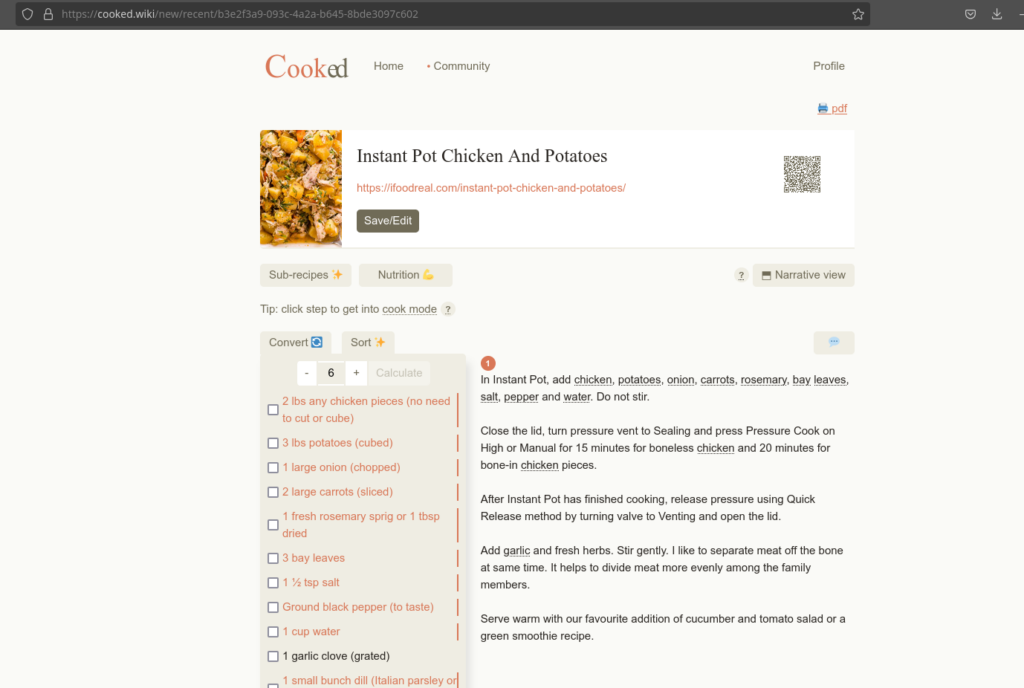 https://cooked.wiki/new/recent/b3e2f3a9-093c-4a2a-b645-8bde3097c602
Cooked
Home
• Community
Profile
pdf
Instant Pot Chicken And Potatoes
https://ifoodreal.com/instant-pot-chicken-and-potatoes/
Save/Edit
Sub-recipes ✨
Nutrition 💪
?
Narrative view
Tip: click step to get into cook mode ?
Convert 🔄
Sort ✨
- 6 + Calculate
2 lbs any chicken pieces (no need
to cut or cube)
3 lbs potatoes (cubed)
1 large onion (chopped)
2 large carrots (sliced)
1 fresh rosemary sprig or 1 tbsp
dried
3 bay leaves
1 ½ tsp salt
Ground black pepper (to taste)
1 cup water
1 garlic clove (grated)
1 small bunch dill (Italian parsley or
1
In Instant Pot, add chicken, potatoes, onion, carrots, rosemary, bay leaves,
salt, pepper and water. Do not stir.
Close the lid, turn pressure vent to Sealing and press Pressure Cook on
High or Manual for 15 minutes for boneless chicken and 20 minutes for
bone-in chicken pieces.
After Instant Pot has finished cooking, release pressure using Quick
Release method by turning valve to Venting and open the lid.
Add garlic and fresh herbs. Stir gently. I like to separate meat off the bone
at same time. It helps to divide meat more evenly among the family
members.
Serve warm with our favourite addition of cucumber and tomato salad or a
green smoothie recipe.